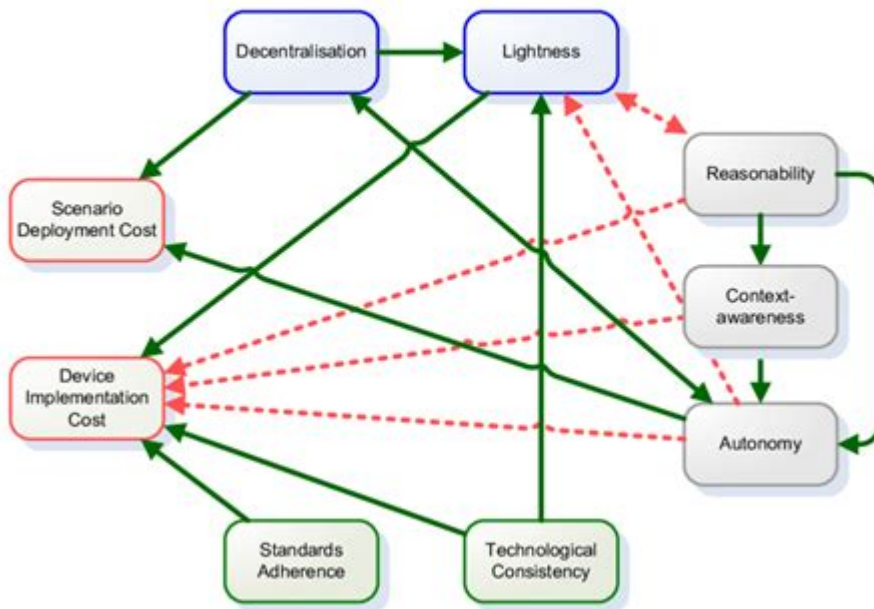 Decentralisation
Lightness
Reasonability
Scenario
Deployment Cost
Context-
awareness
Device
Implementation
Cost
Autonomy
Standards
Adherence
Technological
Consistency